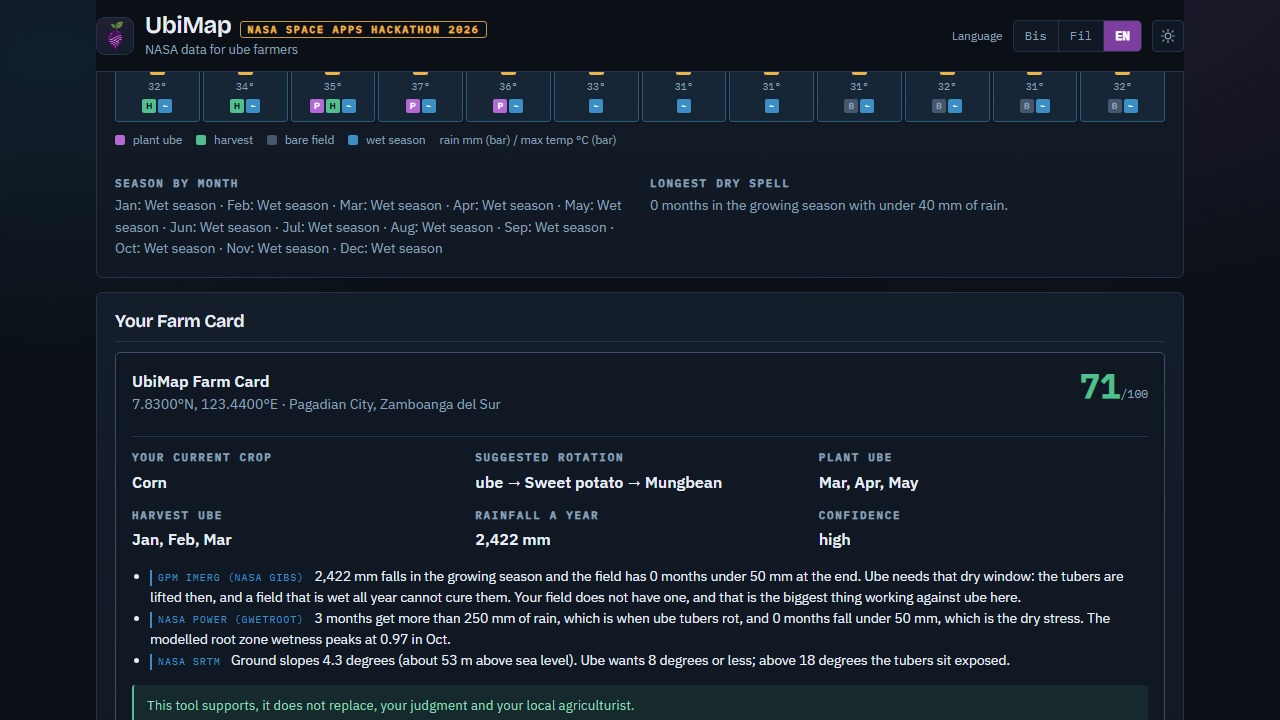 UbiMap NASA SPACE APPS HACKATHON 2026
NASA data for ube farmers
Language Bis Fil EN
32° 34° 35° 37° 36° 33° 31° 31° 31° 32° 31° 32°
H ~ H ~ P H ~ P ~ P ~ ~ ~ ~ B ~ B ~ B ~ B ~
plant ube harvest bare field wet season rain mm (bar) / max temp °C (bar)
SEASON BY MONTH
Jan: Wet season · Feb: Wet season · Mar: Wet season · Apr: Wet season · May: Wet
season · Jun: Wet season · Jul: Wet season · Aug: Wet season · Sep: Wet season ·
Oct: Wet season · Nov: Wet season · Dec: Wet season
LONGEST DRY SPELL
0 months in the growing season with under 40 mm of rain.
Your Farm Card
UbiMap Farm Card
7.8300°N, 123.4400°E · Pagadian City, Zamboanga del Sur
71/100
YOUR CURRENT CROP
Corn
SUGGESTED ROTATION
ube → Sweet potato → Mungbean
PLANT UBE
Mar, Apr, May
HARVEST UBE
Jan, Feb, Mar
RAINFALL A YEAR
2,422 mm
CONFIDENCE
high
• GPM IMERG (NASA GIBS) 2,422 mm falls in the growing season and the field has 0 months under 50 mm at the end. Ube needs that dry window: the tubers are
lifted then, and a field that is wet all year cannot cure them. Your field does not have one, and that is the biggest thing working against ube here.
• NASA POWER (GWETROOT) 3 months get more than 250 mm of rain, which is when ube tubers rot, and 0 months fall under 50 mm, which is the dry stress. The
modelled root zone wetness peaks at 0.97 in Oct.
• NASA SRTM Ground slopes 4.3 degrees (about 53 m above sea level). Ube wants 8 degrees or less; above 18 degrees the tubers sit exposed.
This tool supports, it does not replace, your judgment and your local agriculturist.